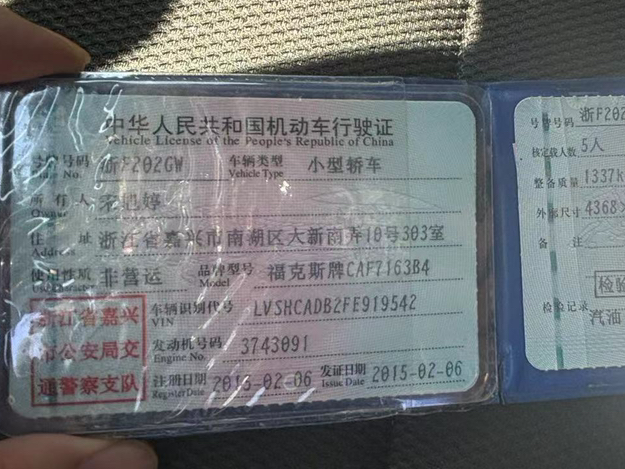 中华人民共和国机动车行驶证
Vehicle License of the People's Republic of China
号牌号码 浙F202GW 车辆类型 小型轿车
Plate No. Vehicle Type
所有人
Owner
住址 浙江省嘉兴市南湖区大新南弄10号303室
Address
使用性质 非营运 品牌型号 福克斯牌CAF7163B4
Use Character Model
浙江省嘉兴 车辆识别代号 LVSHCADB2FE919542
VIN
市公安局交 发动机号码 3743091
Engine No.
通警察支队 注册日期 2015-02-06 发证日期 2015-02-06
Register Date Issue Date
号牌号码 浙F202
核定载人数 5人
整备质量 1337k
外廓尺寸 4368×
备注
检验
检验记录
汽油